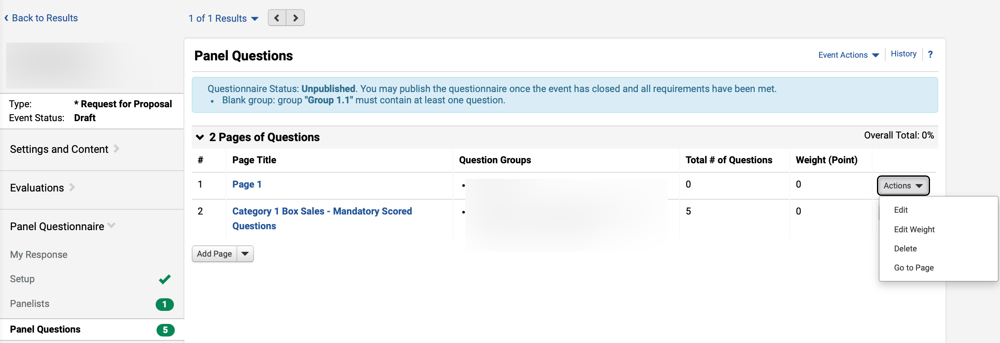 Back to Results
1 of 1 Results
Type: * Request for Proposal
Event Status: Draft
Settings and Content
Evaluations
Panel Questionnaire
My Response
Setup
Panelists 1
Panel Questions 5
Panel Questions
Event Actions History ?
Questionnaire Status: Unpublished. You may publish the questionnaire once the event has closed and all requirements have been met.
• Blank group: group "Group 1.1" must contain at least one question.
2 Pages of Questions
Overall Total: 0%
# Page Title Question Groups Total # of Questions Weight (Point)
1 Page 1 • 0 0 Actions
2 Category 1 Box Sales - Mandatory Scored • 5 0
Questions
Edit
Edit Weight
Delete
Go to Page
Add Page